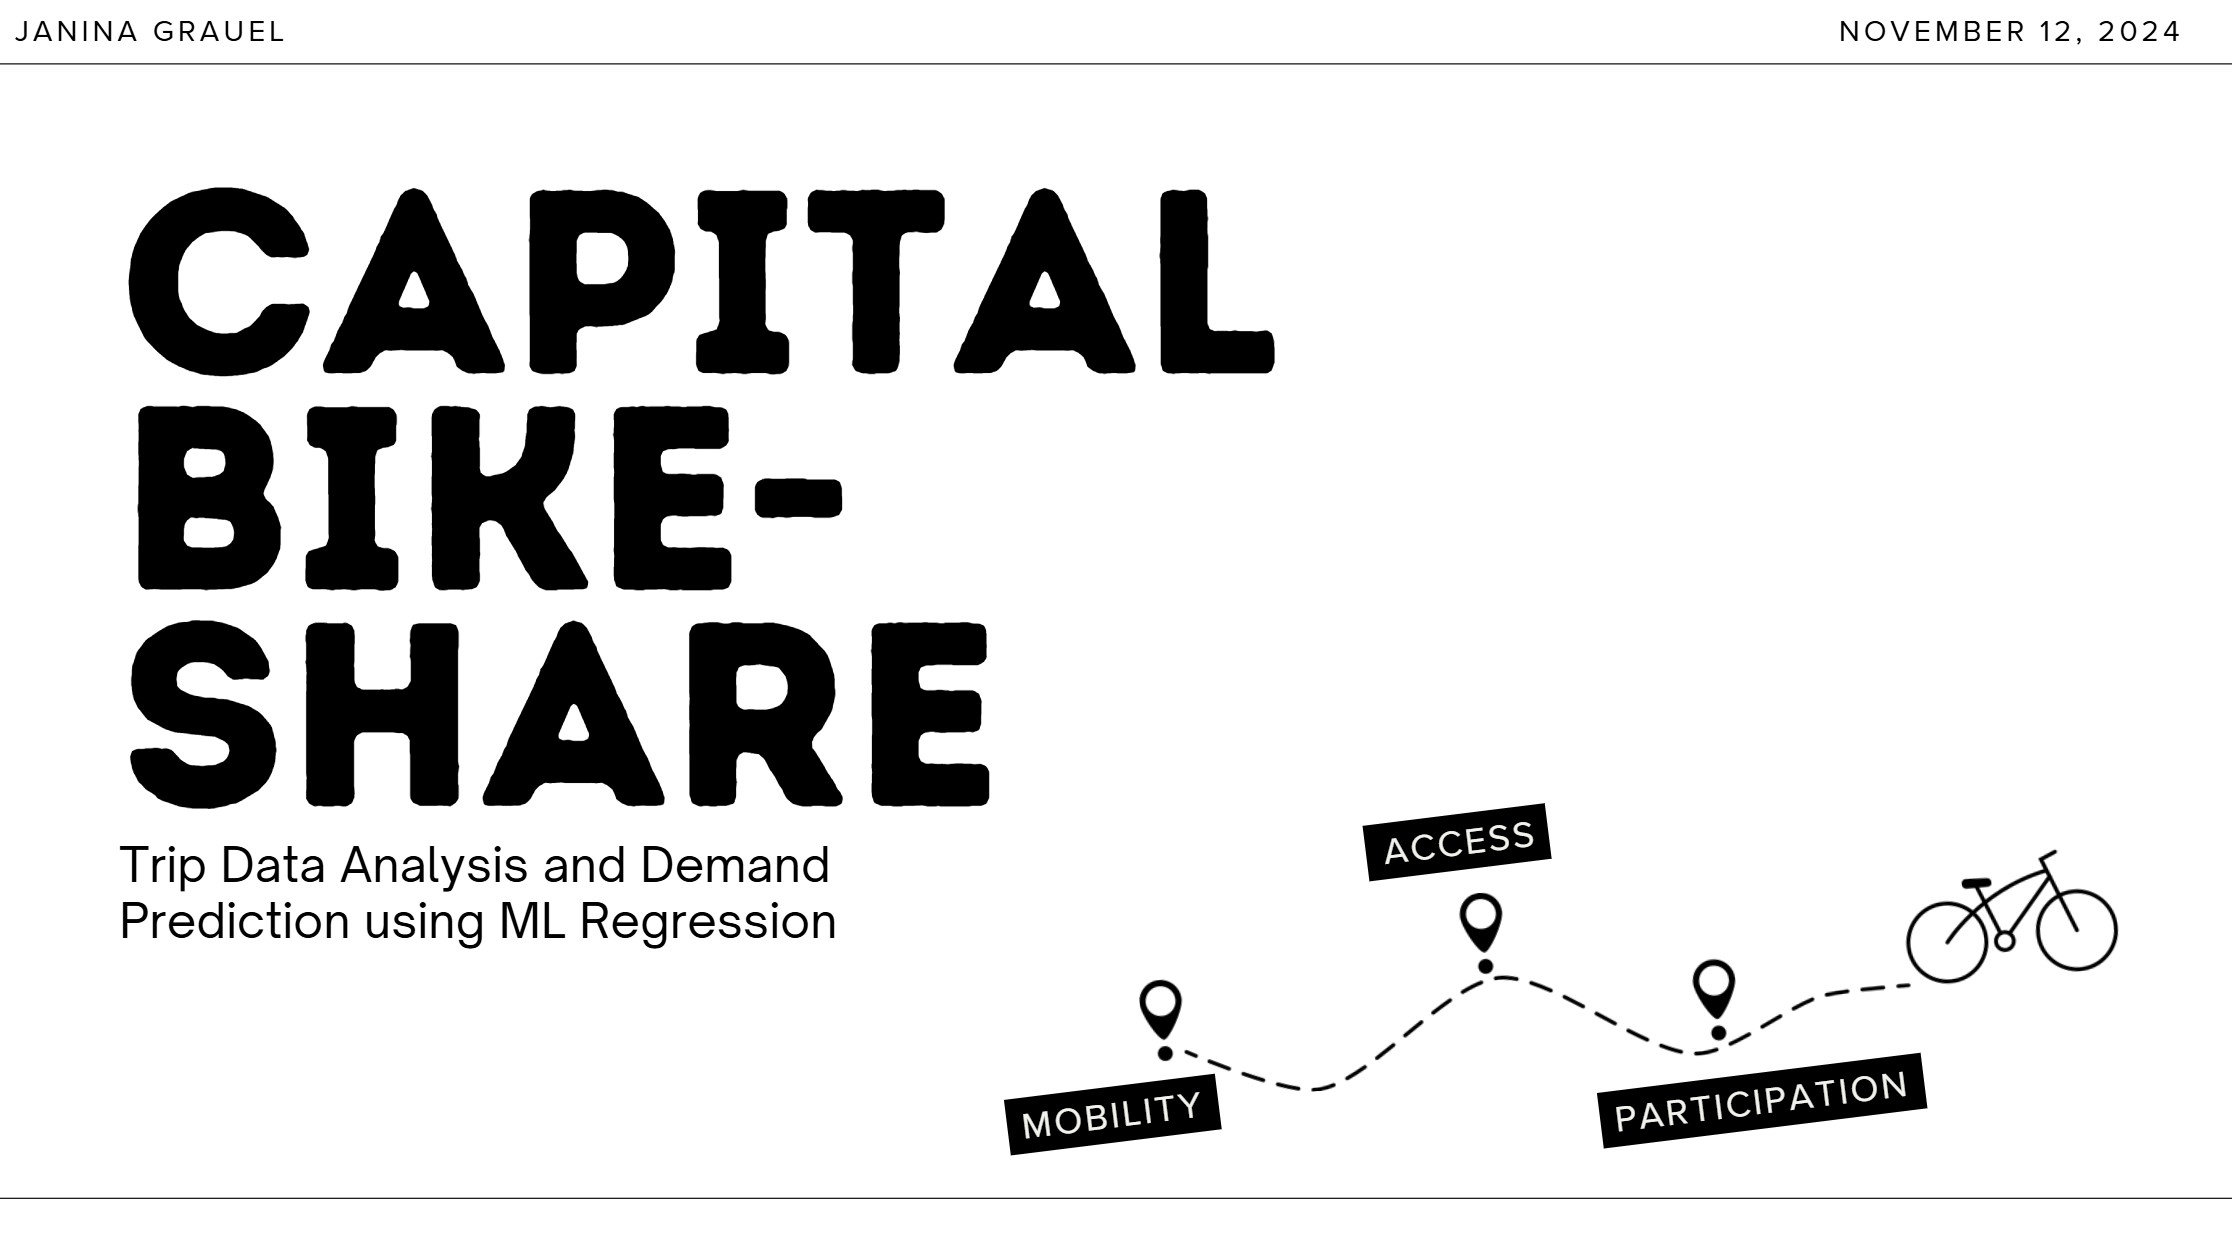 JANINA GRAUEL
NOVEMBER 12, 2024
CAPITAL
BIKE-
SHARE
Trip Data Analysis and Demand
Prediction using ML Regression
ACCESS
MOBILITY
PARTICIPATION